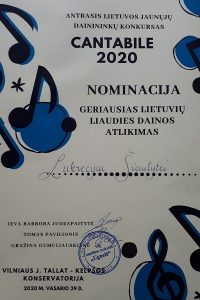 ANTRASIS LIETUVOS JAUNŲJŲ
DAINININKŲ KONKURSAS
CANTABILE
2020
NOMINACIJA
GERIAUSIAS LIETUVIŲ
LIAUDIES DAINOS
ATLIKIMAS
IEVA BARBORA JUOZAPAITYTĖ
TOMAS PAVILIONIS
GRAŽINA GUMULIAUSKIENĖ
VILNIAUS J. TALLAT - KELPŠOS
KONSERVATORIJA
2020 M. VASARIO 29 D.